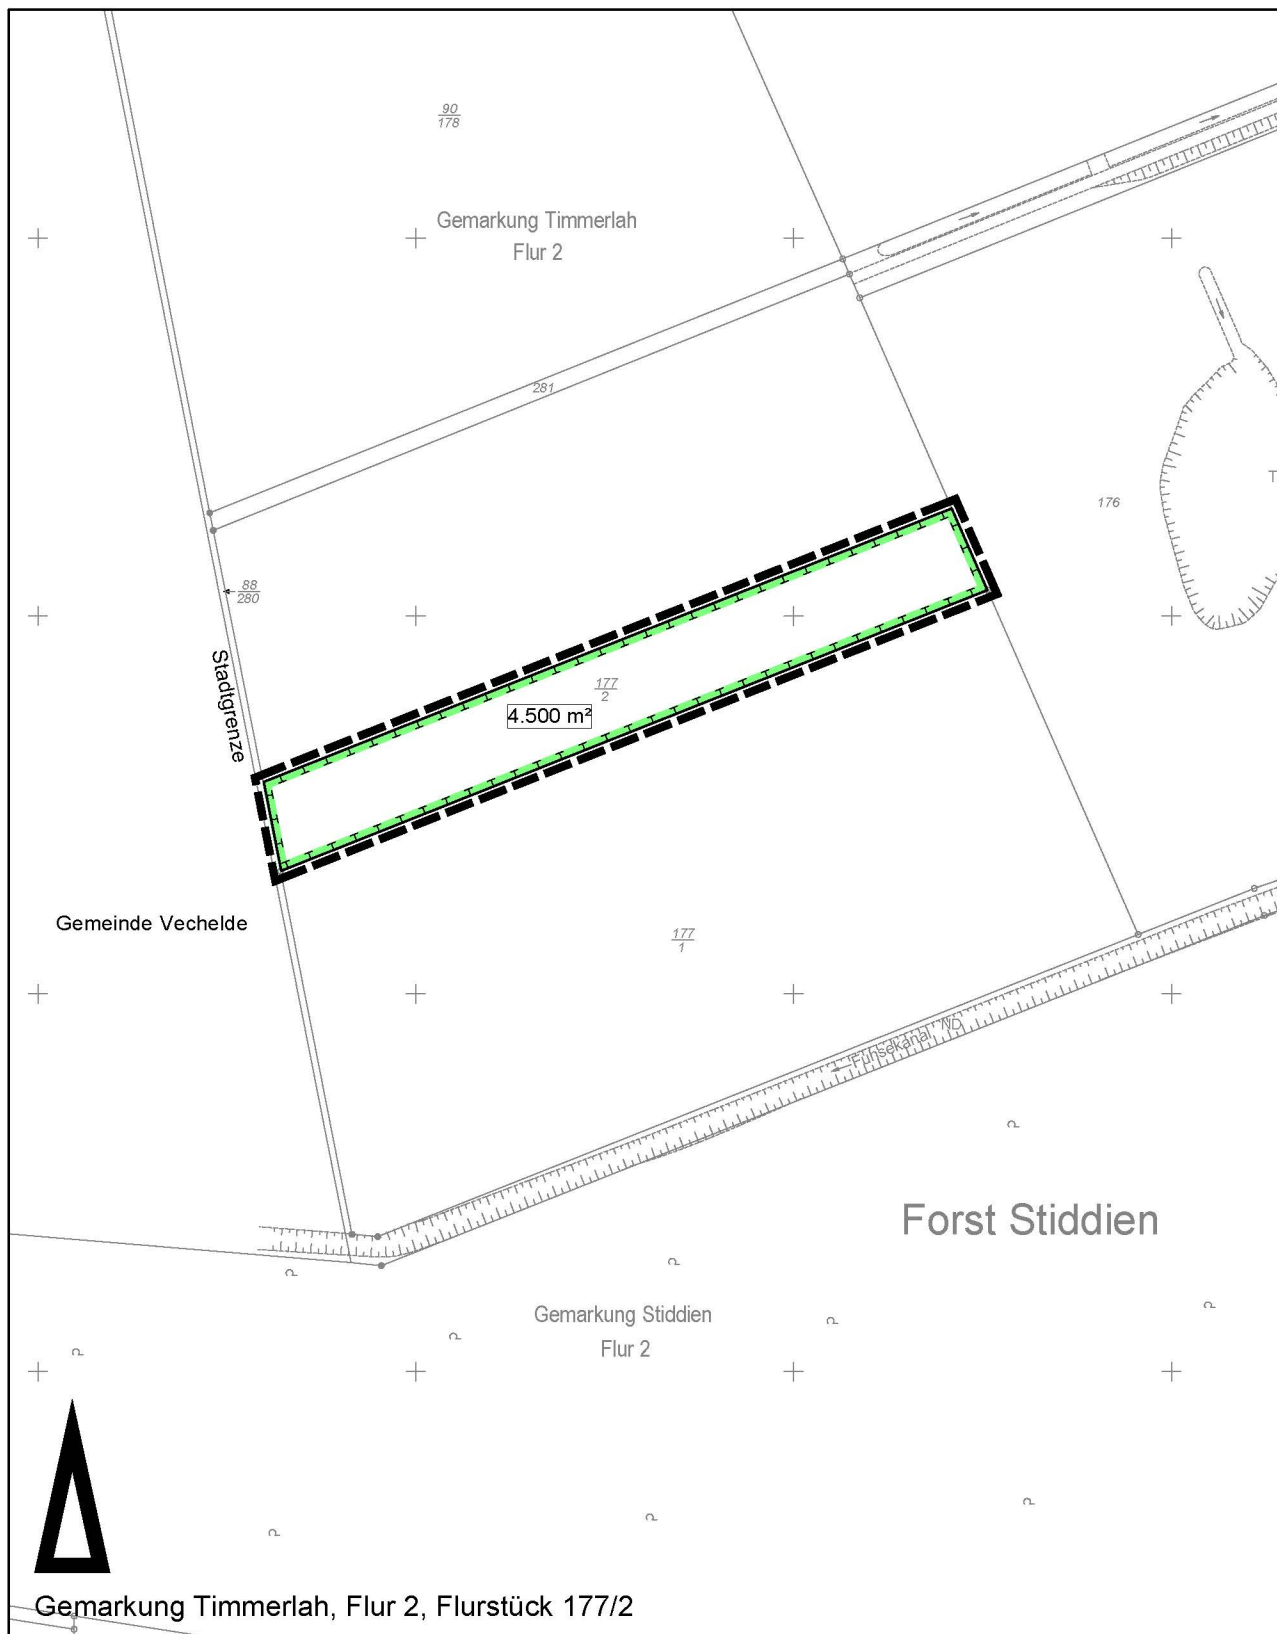 90
178
Gemarkung Timmerlah
Flur 2
281
176
T
88
280
Stadtgrenze
177
2
4.500 m²
Gemeinde Vechelde
177
1
Fuhsekanal, ND
Forst Stiddien
Gemarkung Stiddien
Flur 2
Gemarkung Timmerlah, Flur 2, Flurstück 177/2